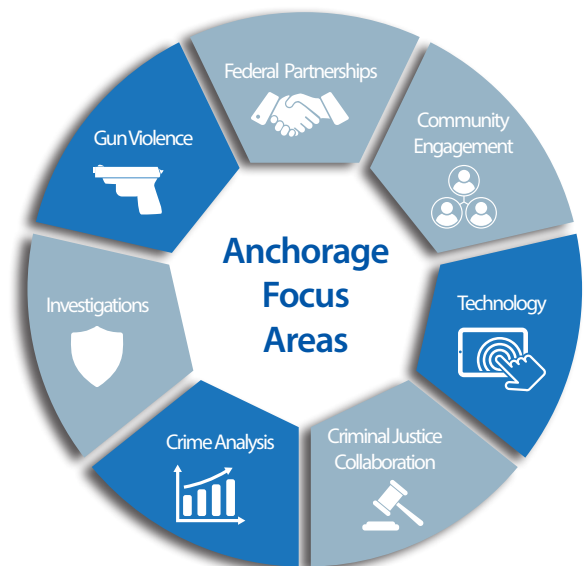 Federal Partnerships
Community
Engagement
Technology
Criminal Justice
Collaboration
Crime Analysis
Investigations
Gun Violence
Anchorage
Focus
Areas